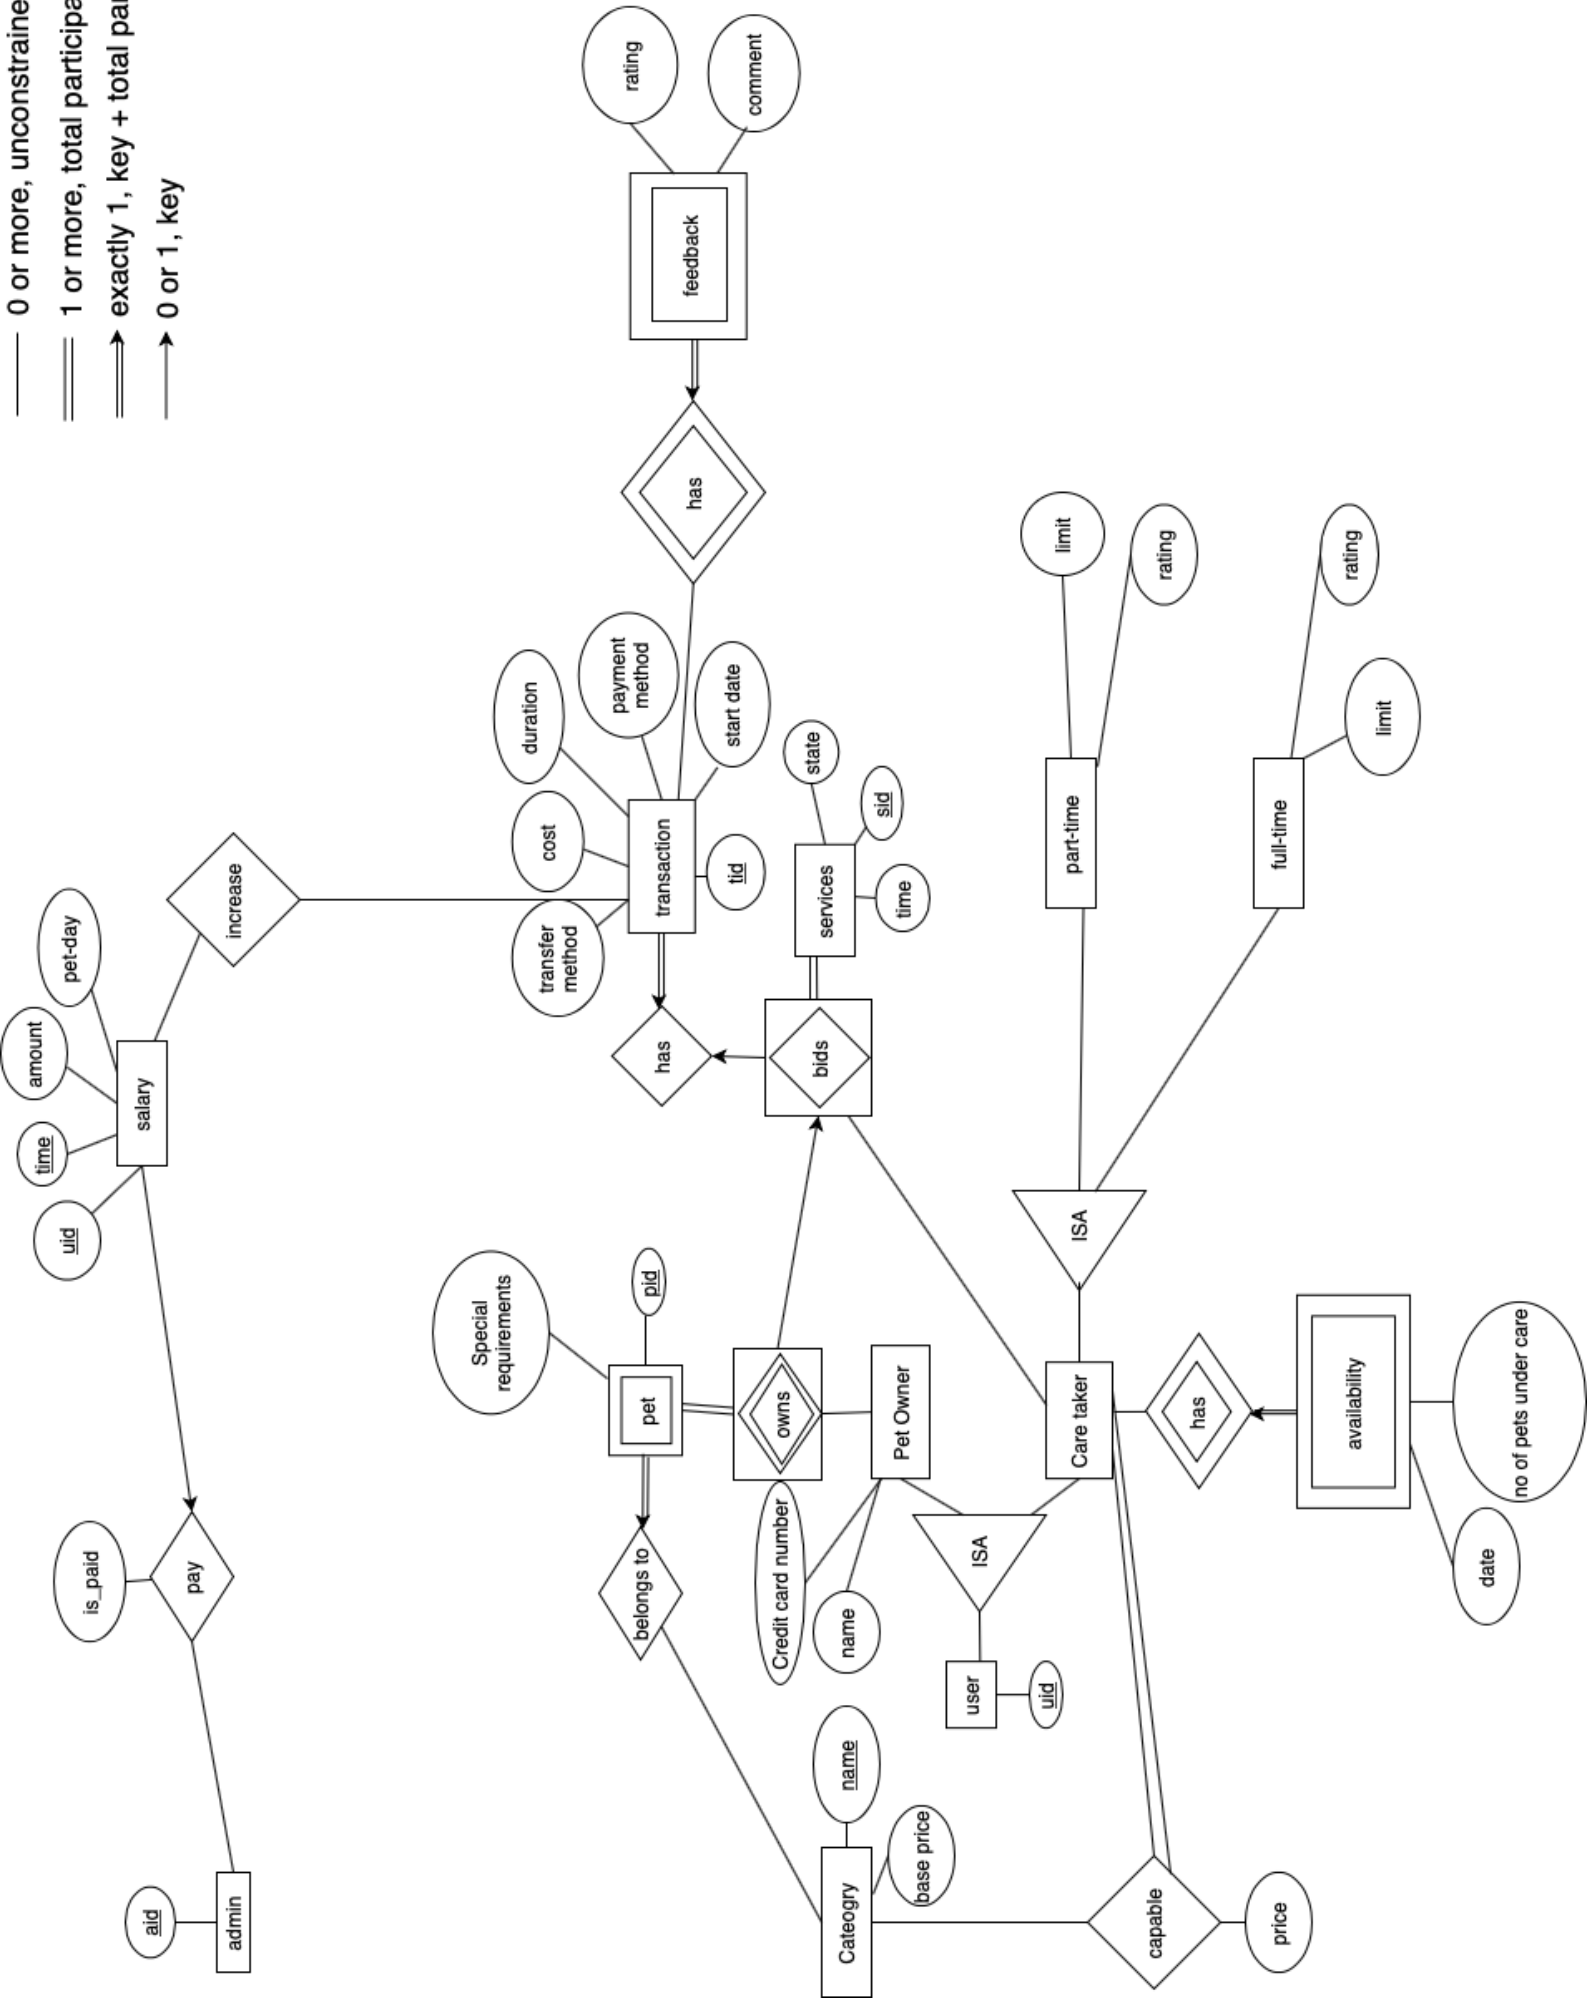 0 or more, unconstraine
1 or more, total participa
exactly 1, key + total pa
0 or 1, key
aid
admin
is_paid
pay
uid
time
amount
pet-day
salary
increase
Special
requirements
pid
pet
belongs to
owns
Credit card number
name
Pet Owner
ISA
user
uid
name
Cateogry
base price
capable
price
Care taker
has
availability
date
no of pets under care
ISA
part-time
limit
rating
full-time
rating
limit
bids
has
services
state
sid
time
transfer
method
cost
duration
payment
method
start date
tid
transaction
has
feedback
rating
comment